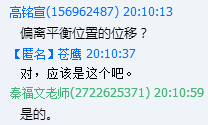 高铭宣(156962487) 20:10:13
偏离平衡位置的位移？
【匿名】苍鹰 20:10:37
对，应该是这个吧。
秦福文老师(2722625371) 20:10:59
是的。